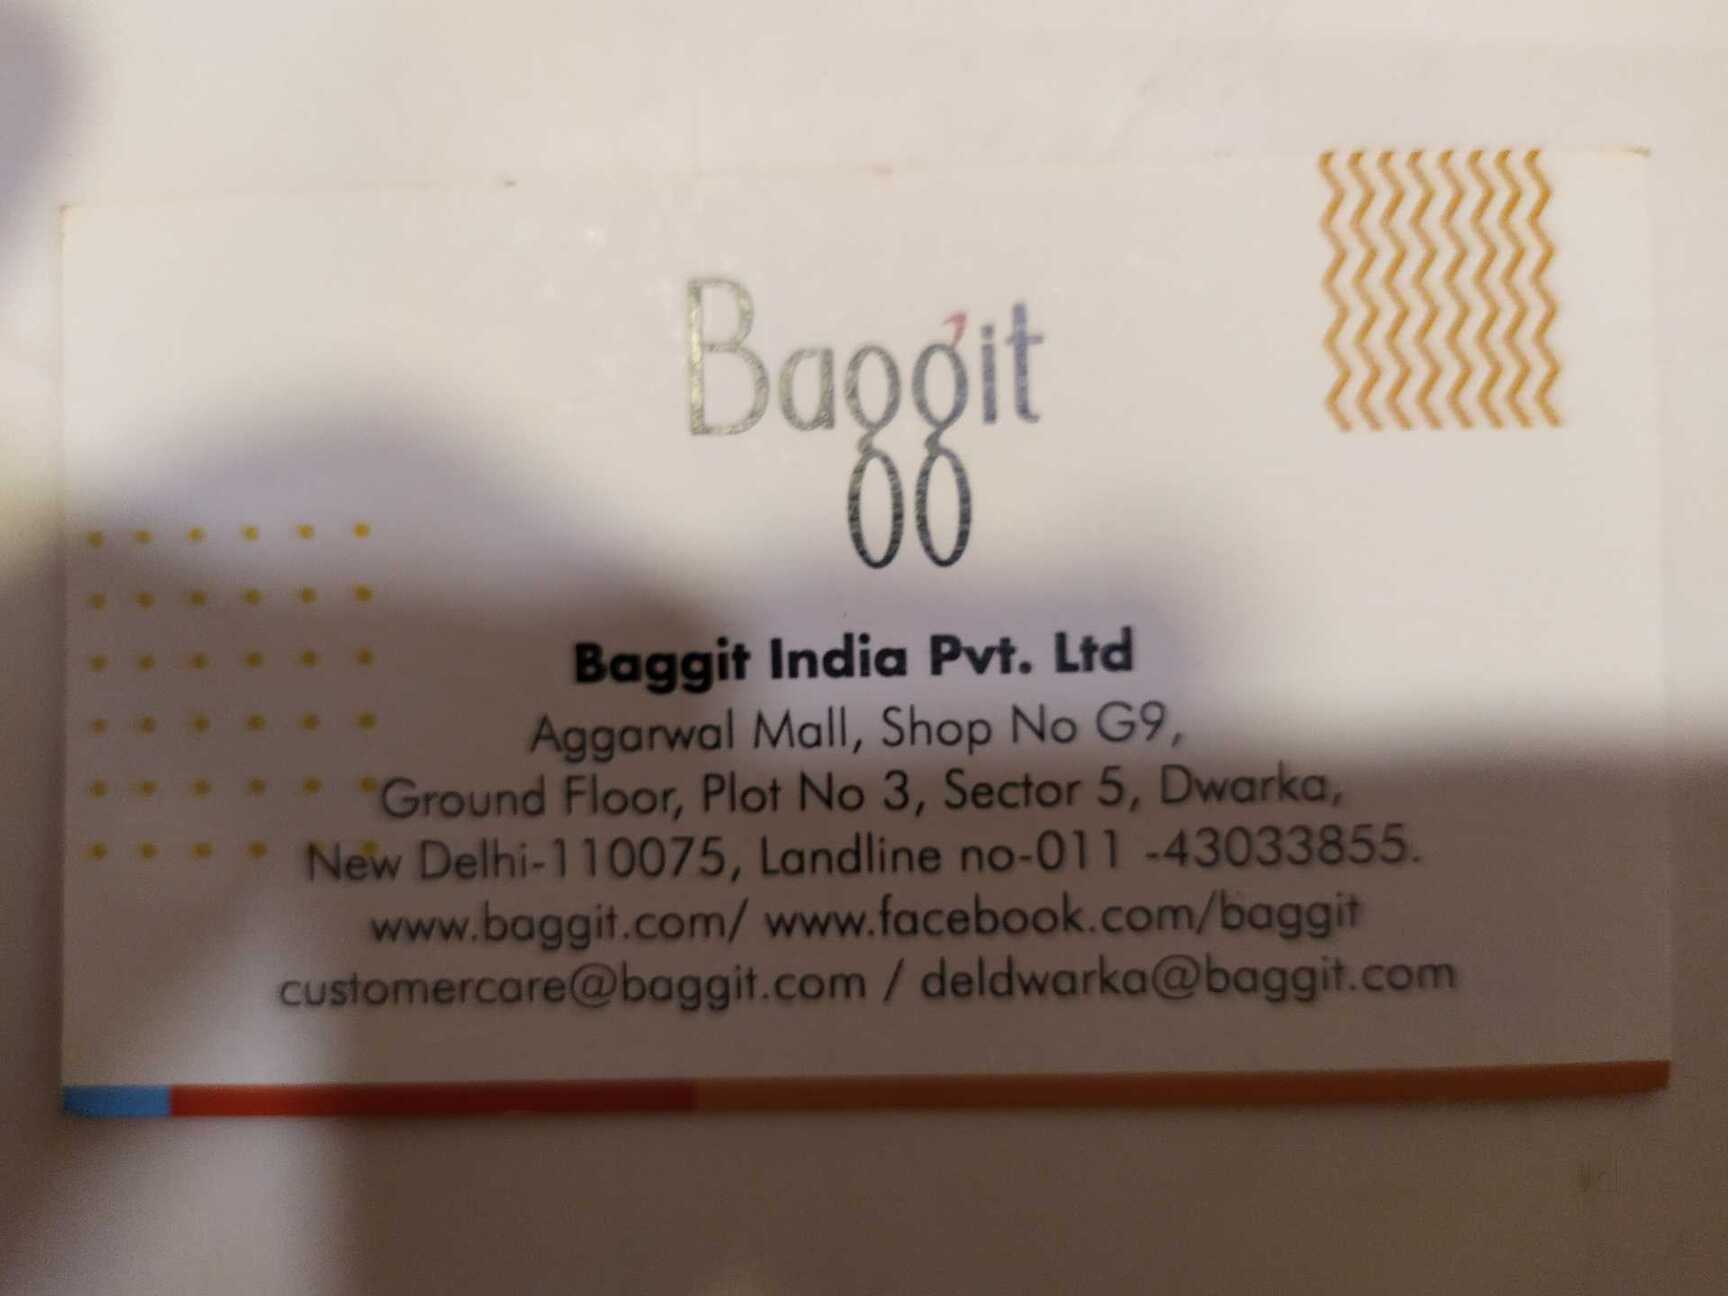 Baggit
Baggit India Pvt. Ltd
Aggarwal Mall, Shop No G9,
Ground Floor, Plot No 3, Sector 5, Dwarka,
New Delhi-110075, Landline no-011 -43033855.
www.baggit.com/ www.facebook.com/baggit
customercare@baggit.com / deldwarka@baggit.com